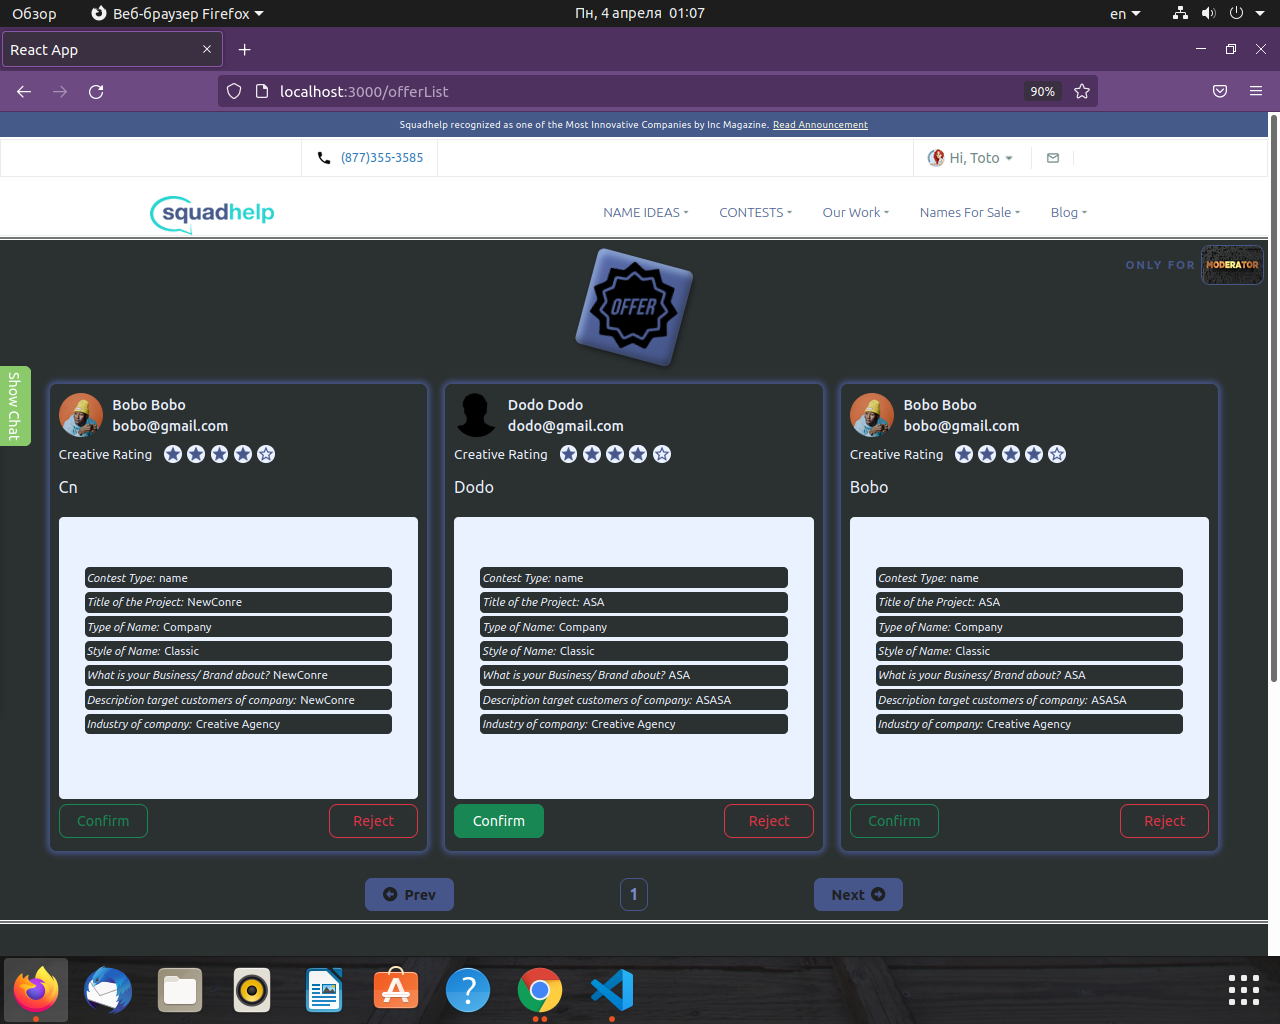 Обзор
Веб-браузер Firefox
Пн, 4 апреля 01:07
en
React App
localhost:3000/offerList
90%
Squadhelp recognized as one of the Most Innovative Companies by Inc Magazine. Read Announcement
(877)355-3585
Hi, Toto
squadhelp
NAME IDEAS
CONTESTS
Our Work
Names For Sale
Blog
OFFER
ONLY FOR
MODERATOR
Show Chat
Bobo Bobo
bobo@gmail.com
Creative Rating
Cn
Contest Type: name
Title of the Project: NewConre
Type of Name: Company
Style of Name: Classic
What is your Business/ Brand about? NewConre
Description target customers of company: NewConre
Industry of company: Creative Agency
Confirm
Reject
Dodo Dodo
dodo@gmail.com
Creative Rating
Dodo
Contest Type: name
Title of the Project: ASA
Type of Name: Company
Style of Name: Classic
What is your Business/ Brand about? ASA
Description target customers of company: ASASA
Industry of company: Creative Agency
Confirm
Reject
Bobo Bobo
bobo@gmail.com
Creative Rating
Bobo
Contest Type: name
Title of the Project: ASA
Type of Name: Company
Style of Name: Classic
What is your Business/ Brand about? ASA
Description target customers of company: ASASA
Industry of company: Creative Agency
Confirm
Reject
Prev
1
Next